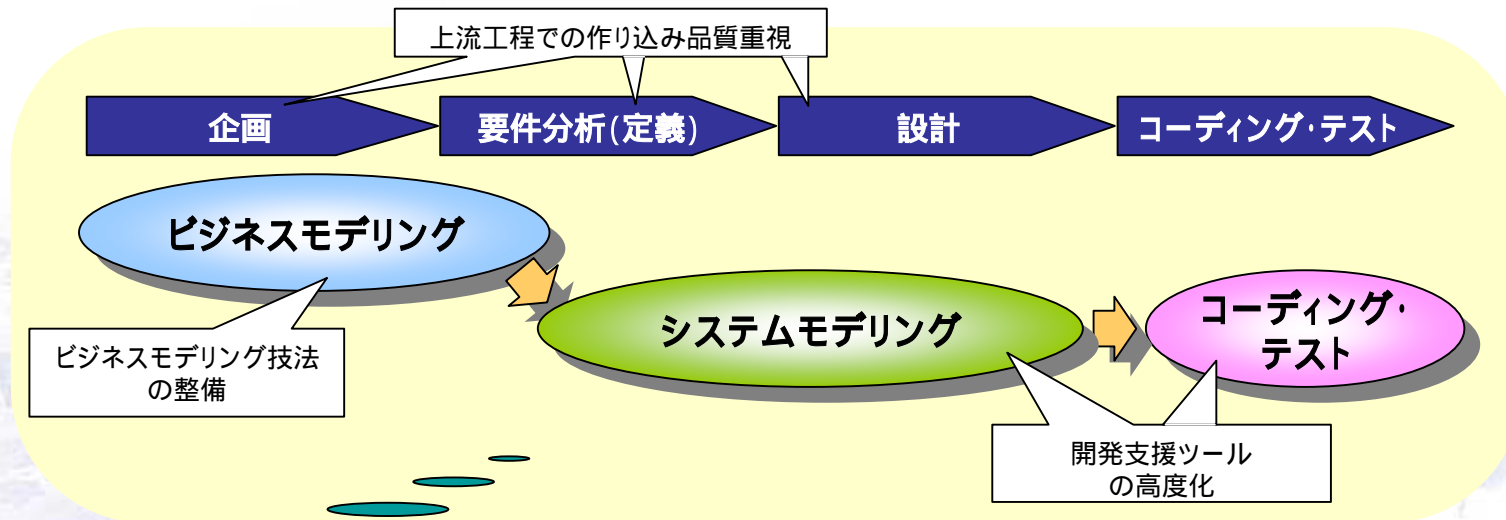 上流工程での作り込み品質重視
企画
要件分析(定義)
設計
コーディング・テスト
ビジネスモデリング
システムモデリング
コーディング・
テスト
ビジネスモデリング技法
の整備
開発支援ツール
の高度化